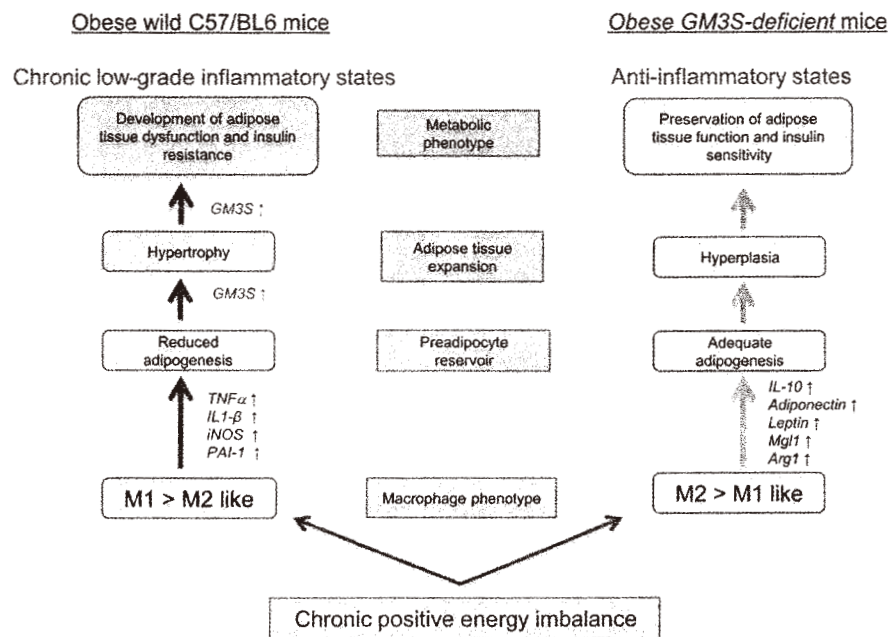 Obese wild C57/BL6 mice
Obese GM3S-deficient mice
Chronic low-grade inflammatory states
Anti-inflammatory states
Development of adipose
tissue dysfunction and insulin
resistance
Metabolic
phenotype
Preservation of adipose
tissue function and insulin
sensitivity
GM3S ↑
Hypertrophy
Adipose tissue
expansion
Hyperplasia
GM3S ↑
Reduced
adipogenesis
Preadipocyte
reservoir
Adequate
adipogenesis
TNFα ↑
IL1-β ↑
iNOS ↑
PAI-1 ↑
IL-10 ↑
Adiponectin ↑
Leptin ↑
Mgl1 ↑
Arg1 ↑
M1 > M2 like
Macrophage phenotype
M2 > M1 like
Chronic positive energy imbalance